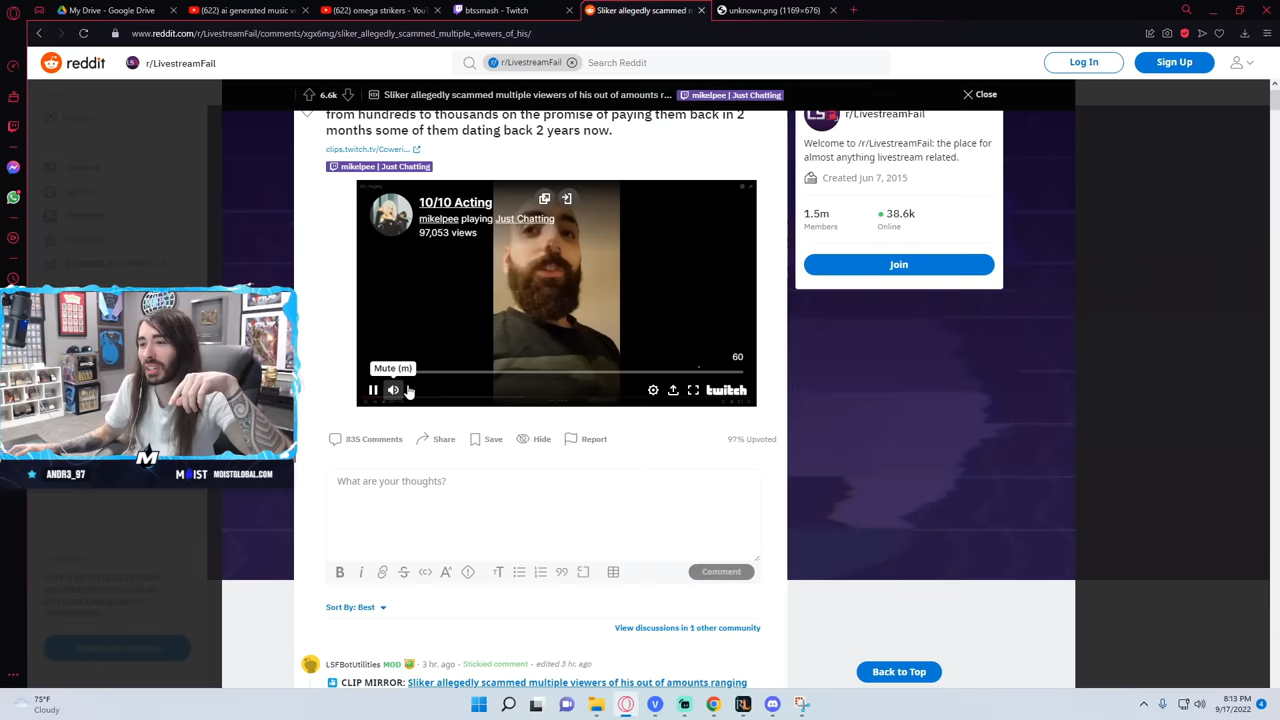 (622) ai generated music vi
(622) omega strikers - YouT
My Drive - Google Drive
btssmash - Twitch
Sliker allegedly scammed m
unknown.png (1169×676)
www.reddit.com/r/LivestreamFail/comments/xgx6mg/sliker_allegedly_scammed_multiple_viewers_of_his/
reddit
r/LivestreamFail
r/LivestreamFail
Search Reddit
Log In
Sign Up
6.6k
Sliker allegedly scammed multiple viewers of his out of amounts r...
mikelpee | Just Chatting
Close
from hundreds to thousands on the promise of paying them back in 2
months some of them dating back 2 years now.
clips.twitch.tv/Coweri...
mikelpee | Just Chatting
10/10 Acting
mikelpee playing Just Chatting
97,053 views
60
Mute (m)
twitch
835 Comments
Share
Save
Hide
Report
97% Upvoted
What are your thoughts?
Comment
Sort By: Best
View discussions in 1 other community
LSFBotUtilities MOD · 3 hr. ago · Stickied comment · edited 3 hr. ago
CLIP MIRROR: Sliker allegedly scammed multiple viewers of his out of amounts ranging
r/LivestreamFail
Welcome to /r/LivestreamFail: the place for
almost anything livestream related.
Created Jun 7, 2015
1.5m
Members
38.6k
Online
Join
Back to Top
ANDR3_97
M
MOIST
MOISTGLOBAL.COM
75°F
Cloudy
9:13 PM
9/17/2022
4